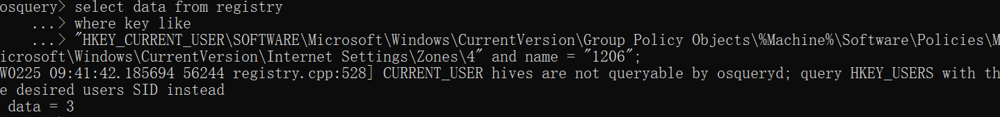 osquery> select data from registry
...> where key like
...> "HKEY_CURRENT_USER\SOFTWARE\Microsoft\Windows\CurrentVersion\Group Policy Objects\%Machine%\Software\Policies\M
icrosoft\Windows\CurrentVersion\Internet Settings\Zones\4" and name = "1206";
W0225 09:41:42.185694 56244 registry.cpp:528] CURRENT_USER hives are not queryable by osqueryd; query HKEY_USERS with th
e desired users SID instead
data = 3